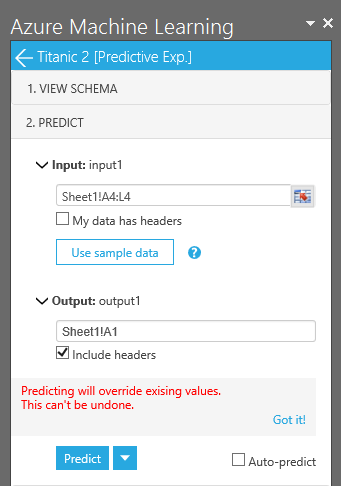 Azure Machine Learning
Titanic 2 [Predictive Exp.]
1. VIEW SCHEMA
2. PREDICT
Input: input1
Sheet1!A4:L4
My data has headers
Use sample data ?
Output: output1
Sheet1!A1
Include headers
Predicting will override exising values.
This can't be undone.
Got it!
Predict
Auto-predict